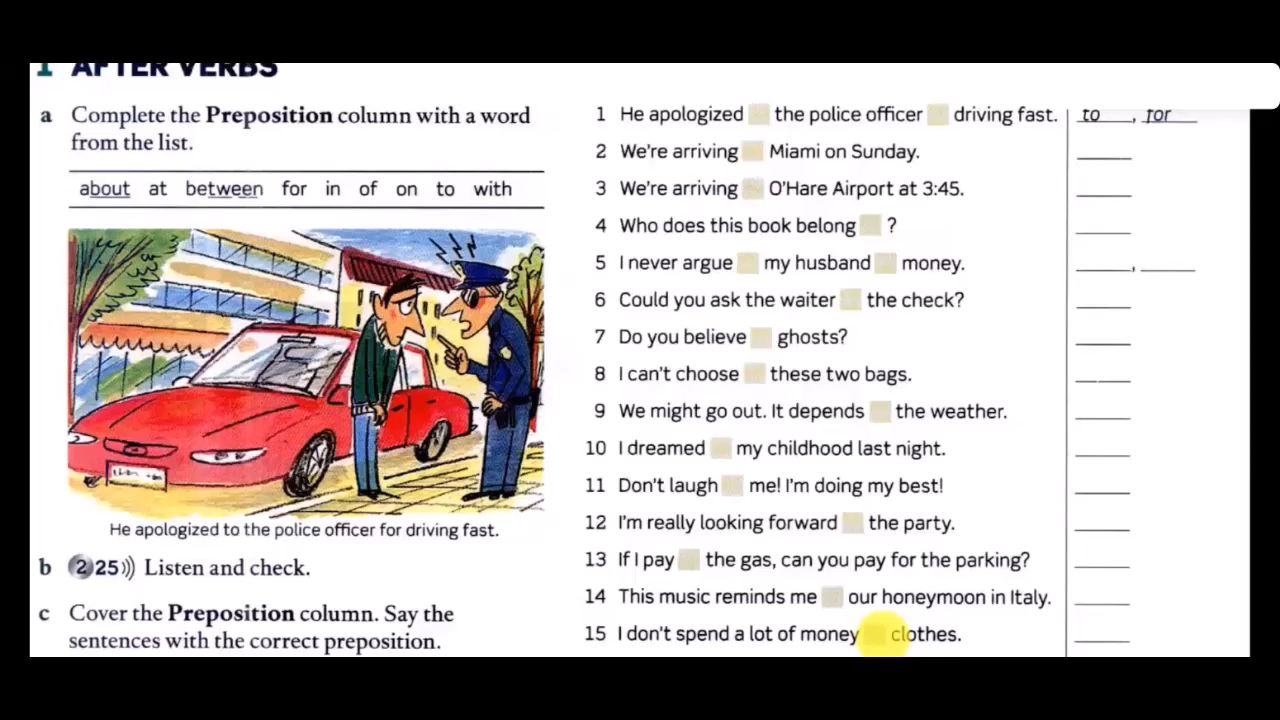 1 AFTER VERBS
a Complete the Preposition column with a word
from the list.
about at between for in of on to with
He apologized to the police officer for driving fast.
b 2 25))) Listen and check.
c Cover the Preposition column. Say the
sentences with the correct preposition.
1 He apologized the police officer driving fast. to, for
2 We're arriving Miami on Sunday.
3 We're arriving O'Hare Airport at 3:45.
4 Who does this book belong ?
5 I never argue my husband money. ,
6 Could you ask the waiter the check?
7 Do you believe ghosts?
8 I can't choose these two bags.
9 We might go out. It depends the weather.
10 I dreamed my childhood last night.
11 Don't laugh me! I'm doing my best!
12 I'm really looking forward the party.
13 If I pay the gas, can you pay for the parking?
14 This music reminds me our honeymoon in Italy.
15 I don't spend a lot of money clothes.